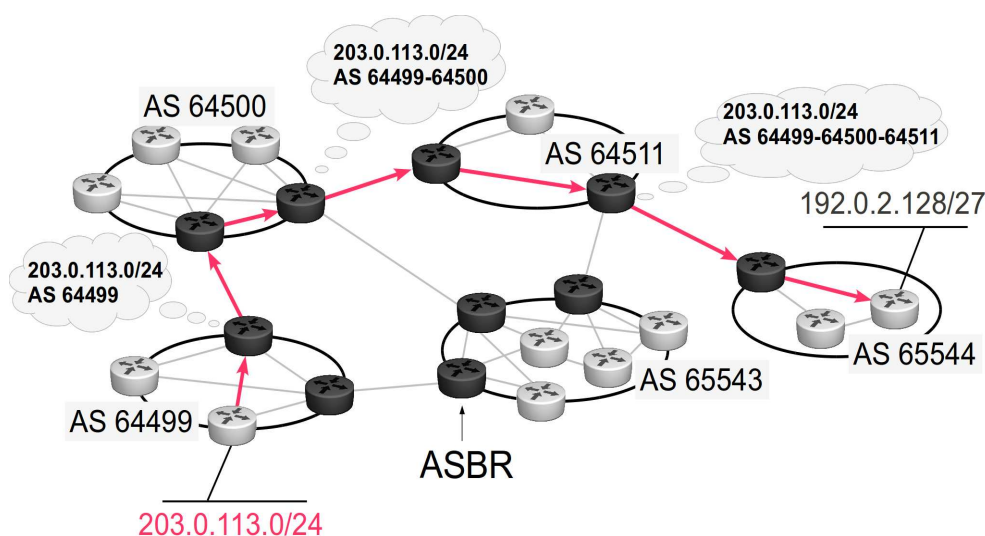 203.0.113.0/24
AS 64499-64500
AS 64500
203.0.113.0/24
AS 64499-64500-64511
AS 64511
192.0.2.128/27
203.0.113.0/24
AS 64499
AS 65544
AS 65543
AS 64499
ASBR
203.0.113.0/24